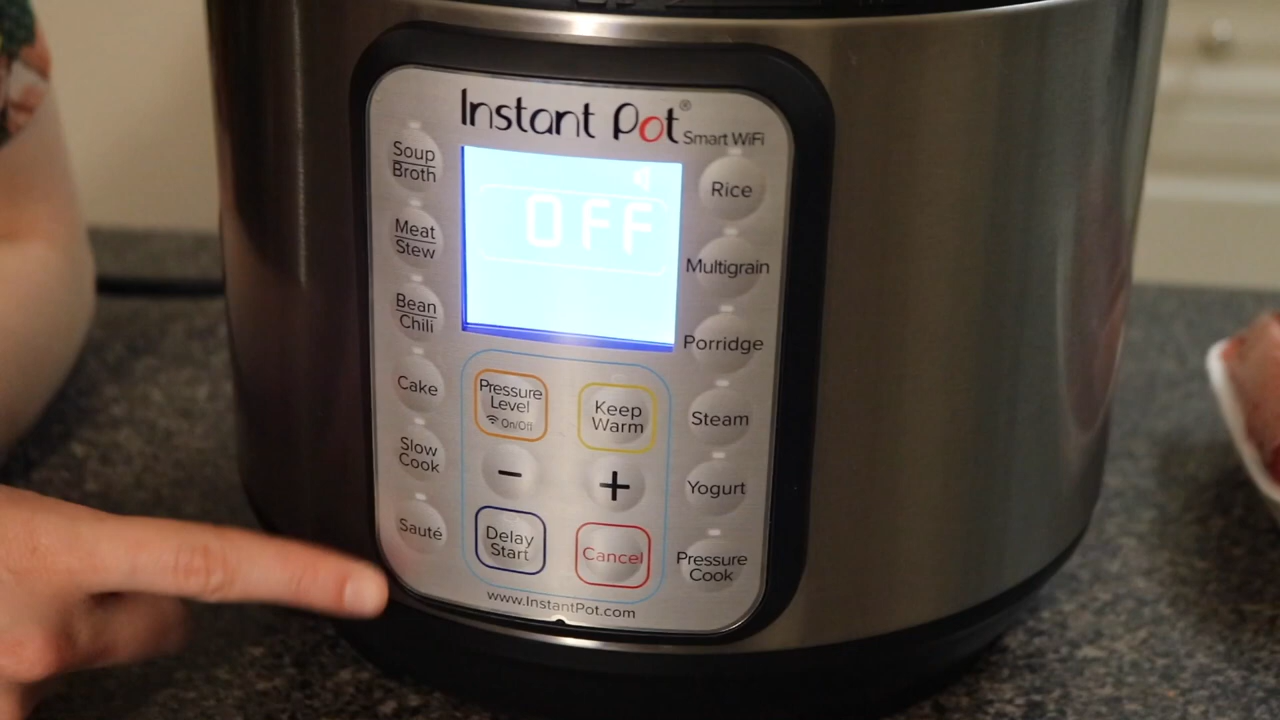 Instant Pot®
Smart WiFi
Soup
Broth
Meat
Stew
Bean
Chili
Cake
Slow
Cook
Sauté
OFF
Pressure
Level
On/Off
Keep
Warm
-
+
Delay
Start
Cancel
Rice
Multigrain
Porridge
Steam
Yogurt
Pressure
Cook
www.InstantPot.com